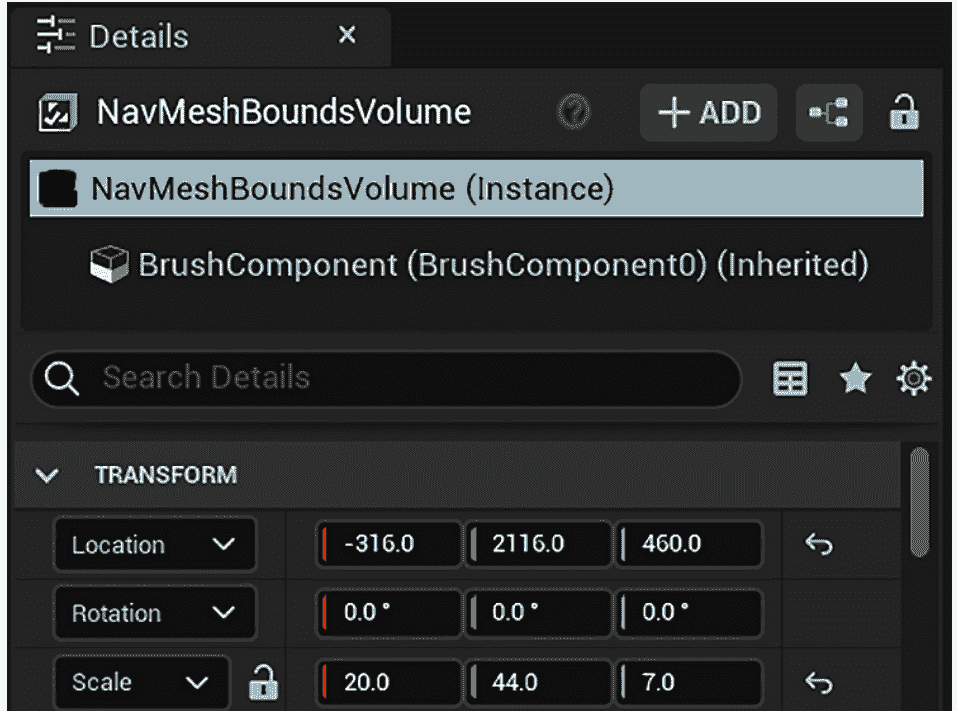 Details
NavMeshBoundsVolume ? + ADD
NavMeshBoundsVolume (Instance)
BrushComponent (BrushComponent0) (Inherited)
Search Details
TRANSFORM
Location -316.0 2116.0 460.0
Rotation 0.0 ° 0.0 ° 0.0 °
Scale 20.0 44.0 7.0